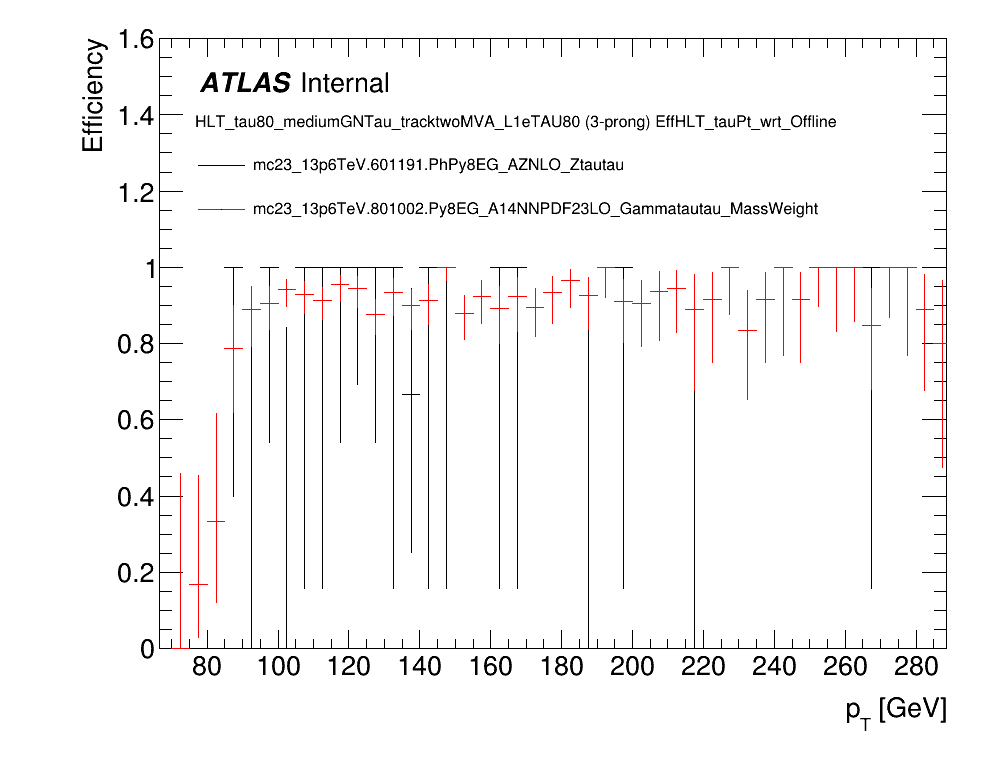 Efficiency
1.6
1.4
1.2
1
0.8
0.6
0.4
0.2
0
ATLAS Internal
HLT_tau80_mediumGNTau_tracktwoMVA_L1eTAU80 (3-prong) EffHLT_tauPt_wrt_Offline
mc23_13p6TeV.601191.PhPy8EG_AZNLO_Ztautau
mc23_13p6TeV.801002.Py8EG_A14NNPDF23LO_Gammatautau_MassWeight
80 100 120 140 160 180 200 220 240 260 280
p_T [GeV]